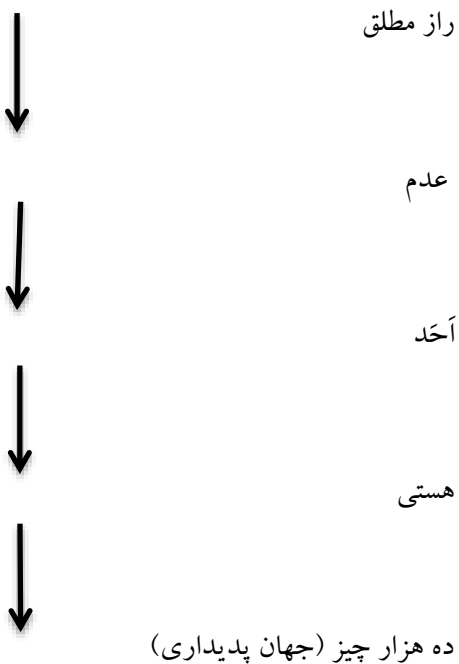 راز مطلق
عدم
اَحَد
هستی
ده هزار چیز (جهان پدیداری)